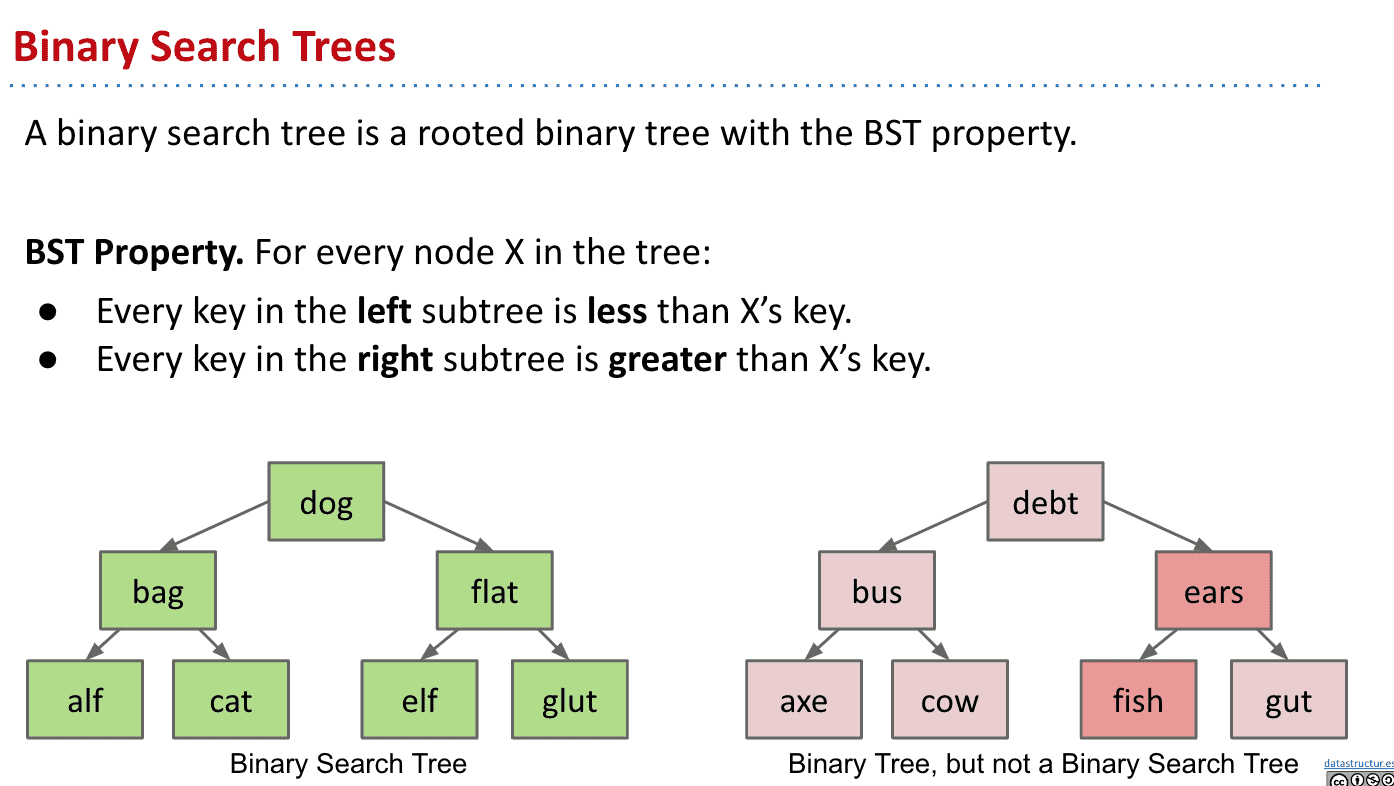 Binary Search Trees
A binary search tree is a rooted binary tree with the BST property.
BST Property. For every node X in the tree:
● Every key in the left subtree is less than X’s key.
● Every key in the right subtree is greater than X’s key.
dog
bag
flat
alf
cat
elf
glut
Binary Search Tree
debt
bus
ears
axe
cow
fish
gut
Binary Tree, but not a Binary Search Tree
datastructur.es